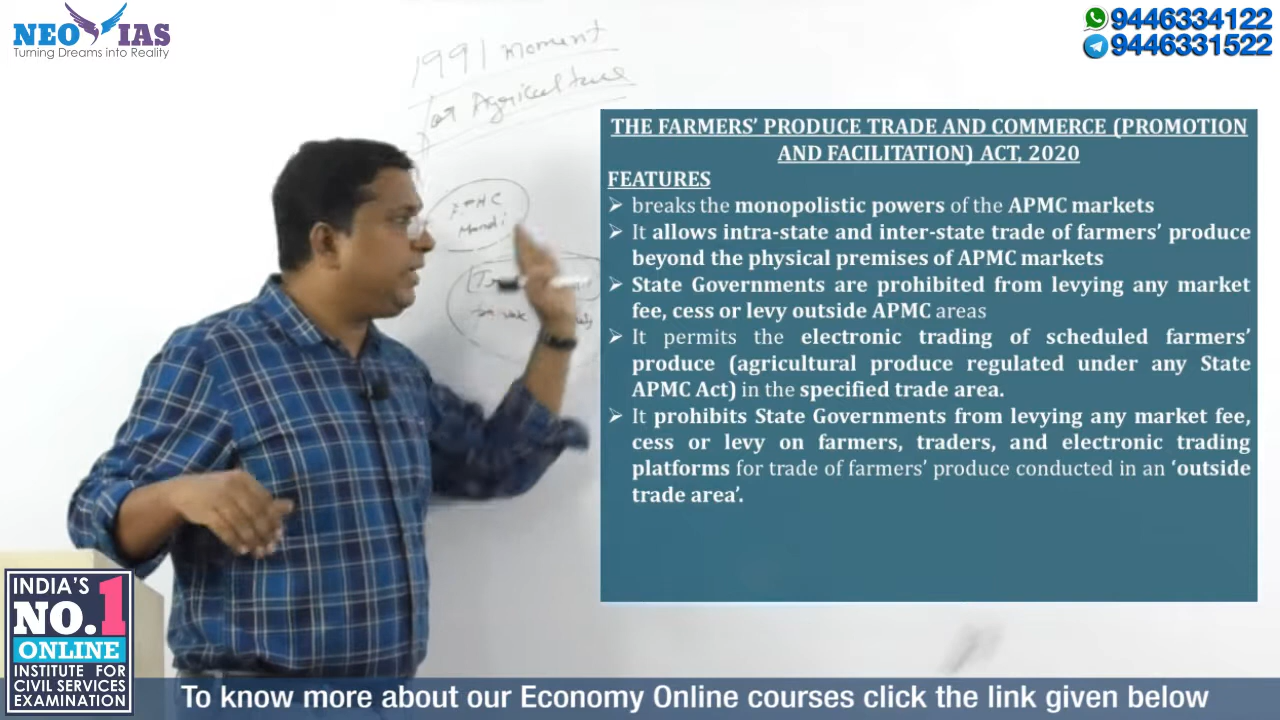 NEO IAS
Turning Dreams into Reality
9446334122
9446331522
1991 Moment
for Agriculture
APMC
Mandi
THE FARMERS’ PRODUCE TRADE AND COMMERCE (PROMOTION
AND FACILITATION) ACT, 2020
FEATURES
➢ breaks the monopolistic powers of the APMC markets
➢ It allows intra-state and inter-state trade of farmers’ produce
beyond the physical premises of APMC markets
➢ State Governments are prohibited from levying any market
fee, cess or levy outside APMC areas
➢ It permits the electronic trading of scheduled farmers’
produce (agricultural produce regulated under any State
APMC Act) in the specified trade area.
➢ It prohibits State Governments from levying any market fee,
cess or levy on farmers, traders, and electronic trading
platforms for trade of farmers’ produce conducted in an ‘outside
trade area’.
INDIA'S
NO.1
ONLINE
INSTITUTE FOR
CIVIL SERVICES
EXAMINATION
To know more about our Economy Online courses click the link given below